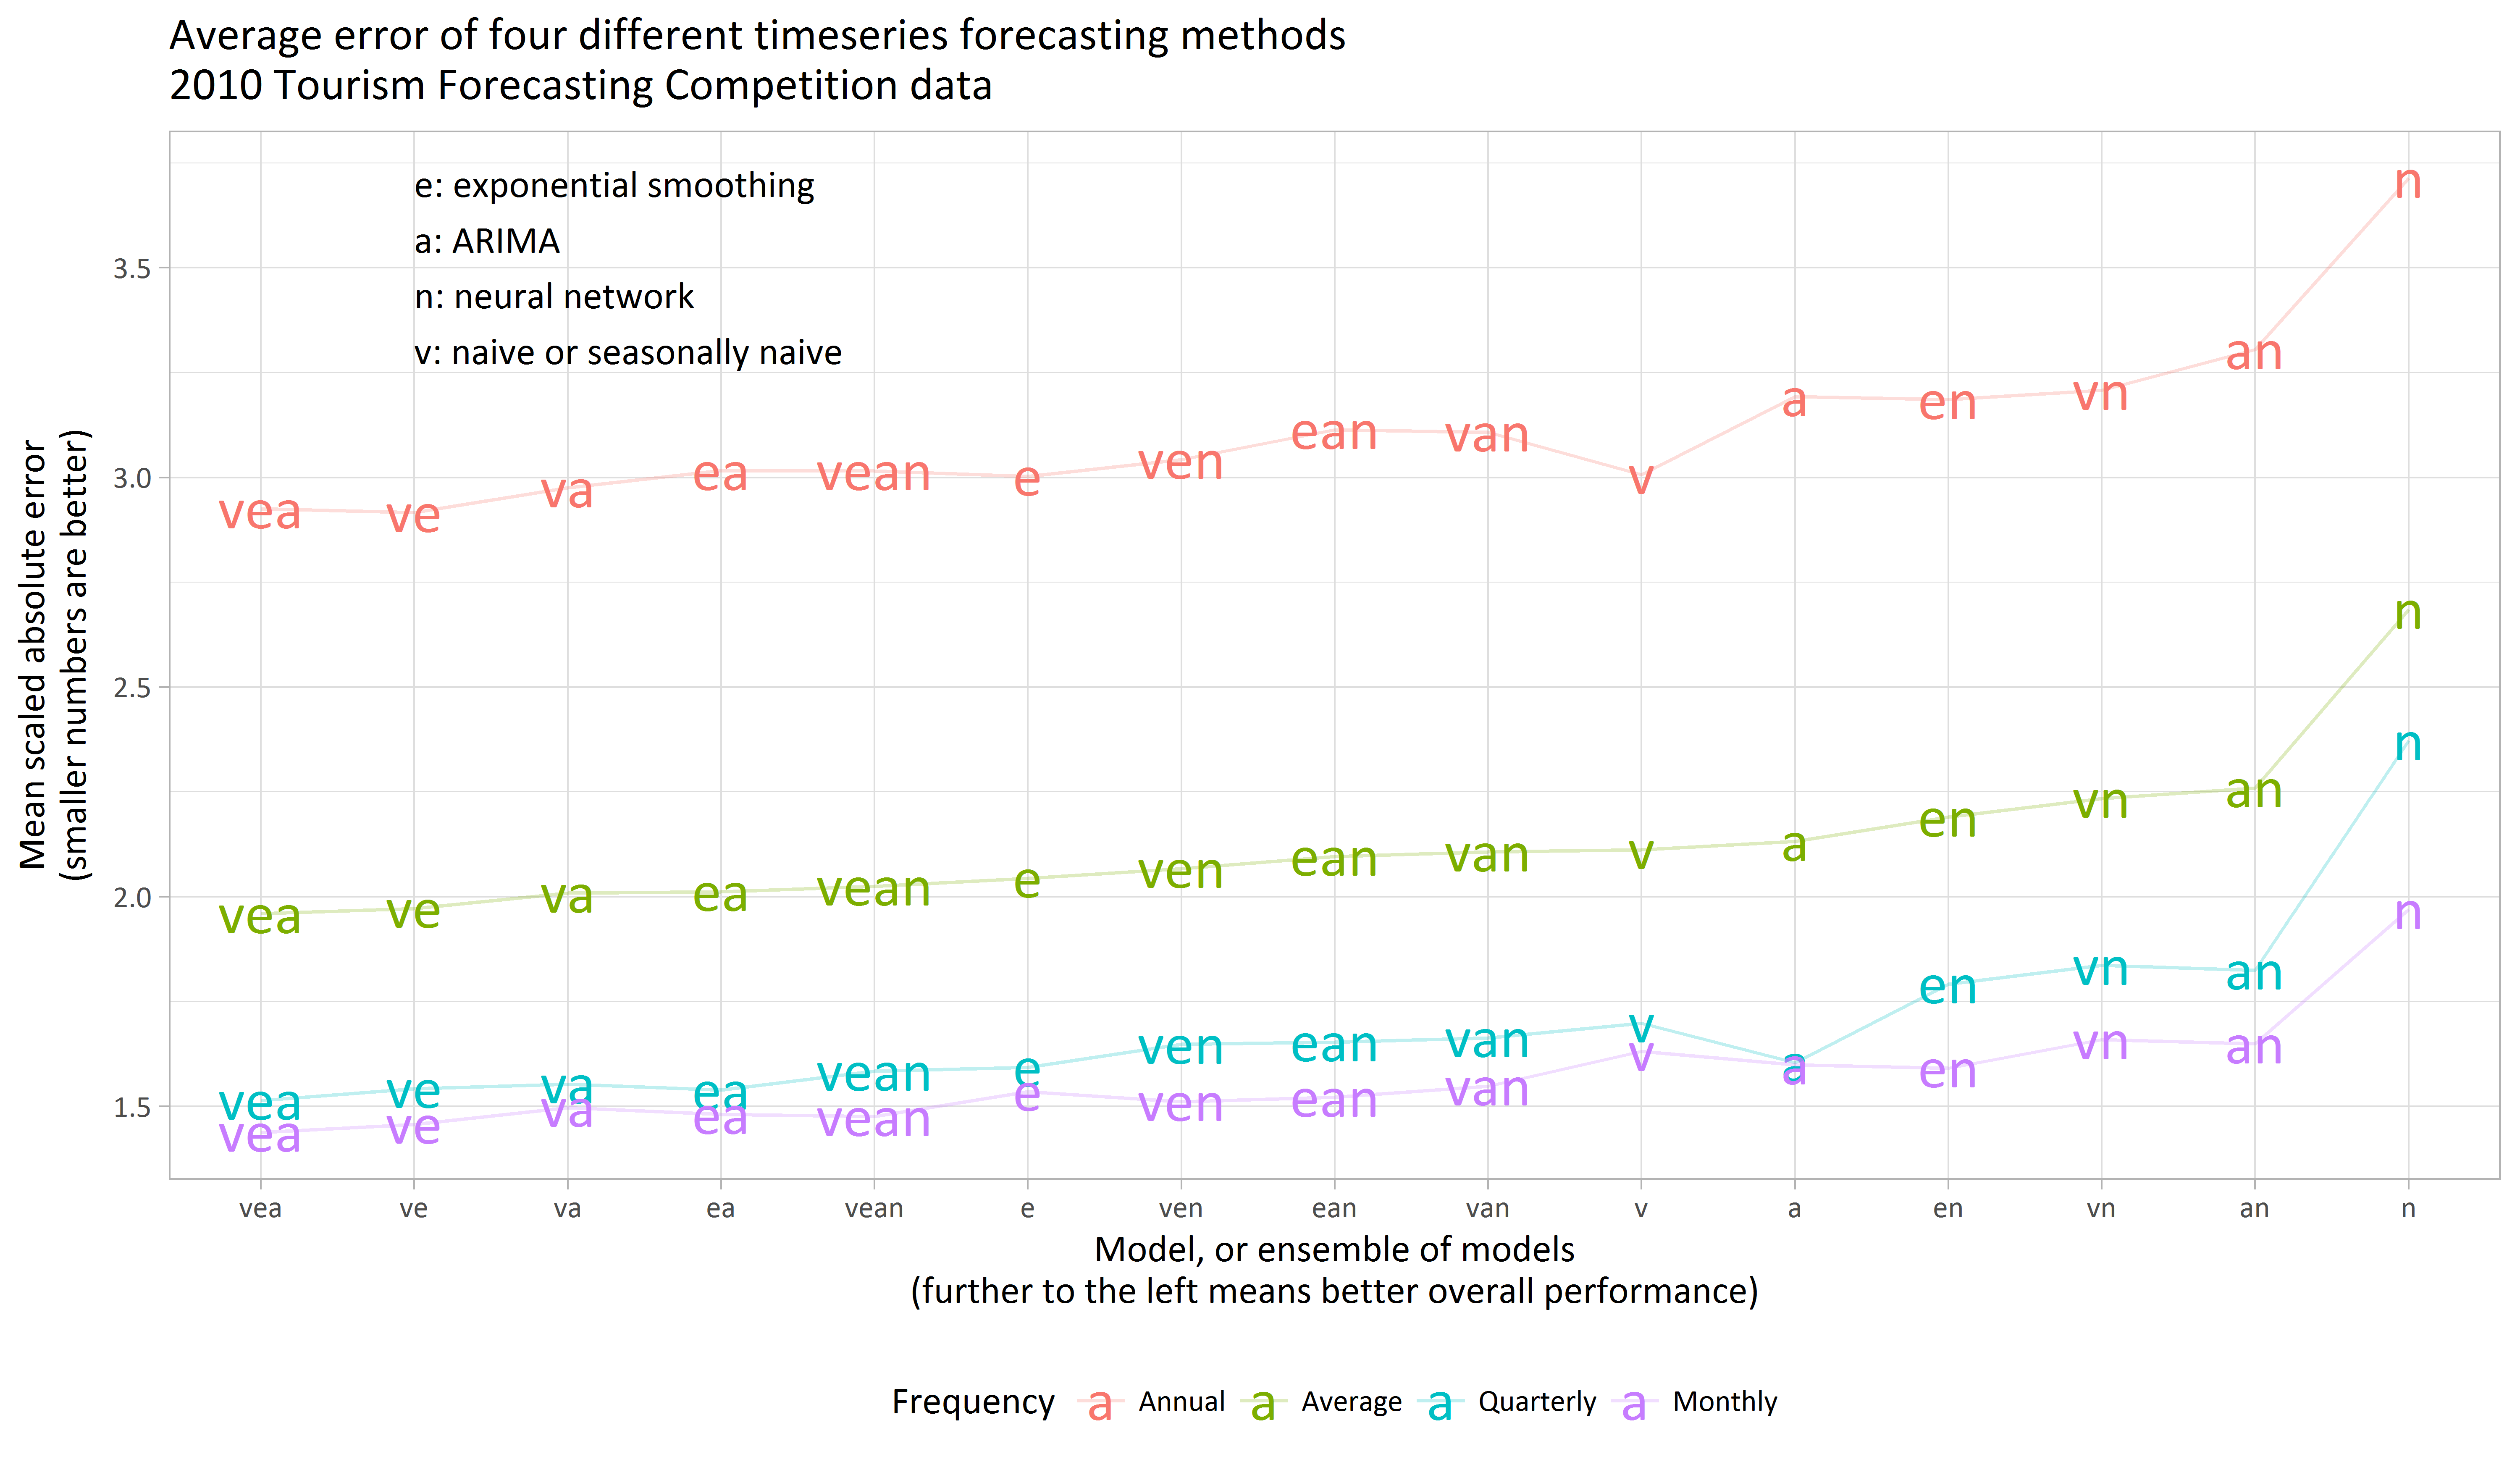 Average error of four different timeseries forecasting methods
2010 Tourism Forecasting Competition data
Mean scaled absolute error
(smaller numbers are better)
3.5
3.0
2.5
2.0
1.5
e: exponential smoothing
a: ARIMA
n: neural network
v: naive or seasonally naive
vea ve va ea vean e ven ean van v a en vn an n
vea ve va ea vean e ven ean van v a en vn an n
vea ve va ea vean e ven ean van v a en vn an n
vea ve va ea vean e ven ean van v a en vn an n
vea ve va ea vean e ven ean van v a en vn an n
Model, or ensemble of models
(further to the left means better overall performance)
Frequency a Annual a Average a Quarterly a Monthly